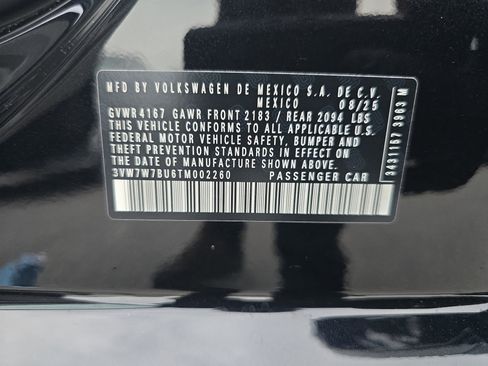 MFD BY VOLKSWAGEN DE MEXICO S.A. DE C.V.
MEXICO 08/25
GVWR 4167 GAWR FRONT 2183 / REAR 2094 LBS
THIS VEHICLE CONFORMS TO ALL APPLICABLE U.S.
FEDERAL MOTOR VEHICLE SAFETY, BUMPER AND
THEFT PREVENTION STANDARDS IN EFFECT ON
THE DATE OF MANUFACTURE SHOWN ABOVE.
3VW7W7BU6TM002260 PASSENGER CAR
3A431167 3963 M